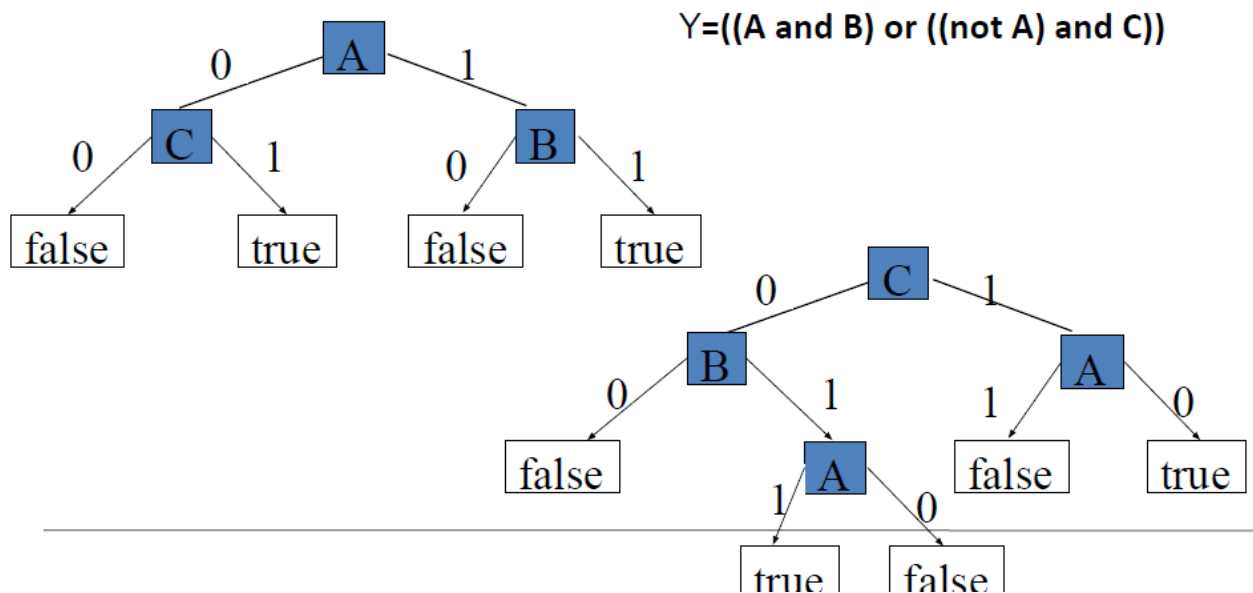 Y=((A and B) or ((not A) and C))
A
0 1
C B
0 1 0 1
false true false true
C
0 1
B A
0 1 1 0
false A false true
1 0
true false